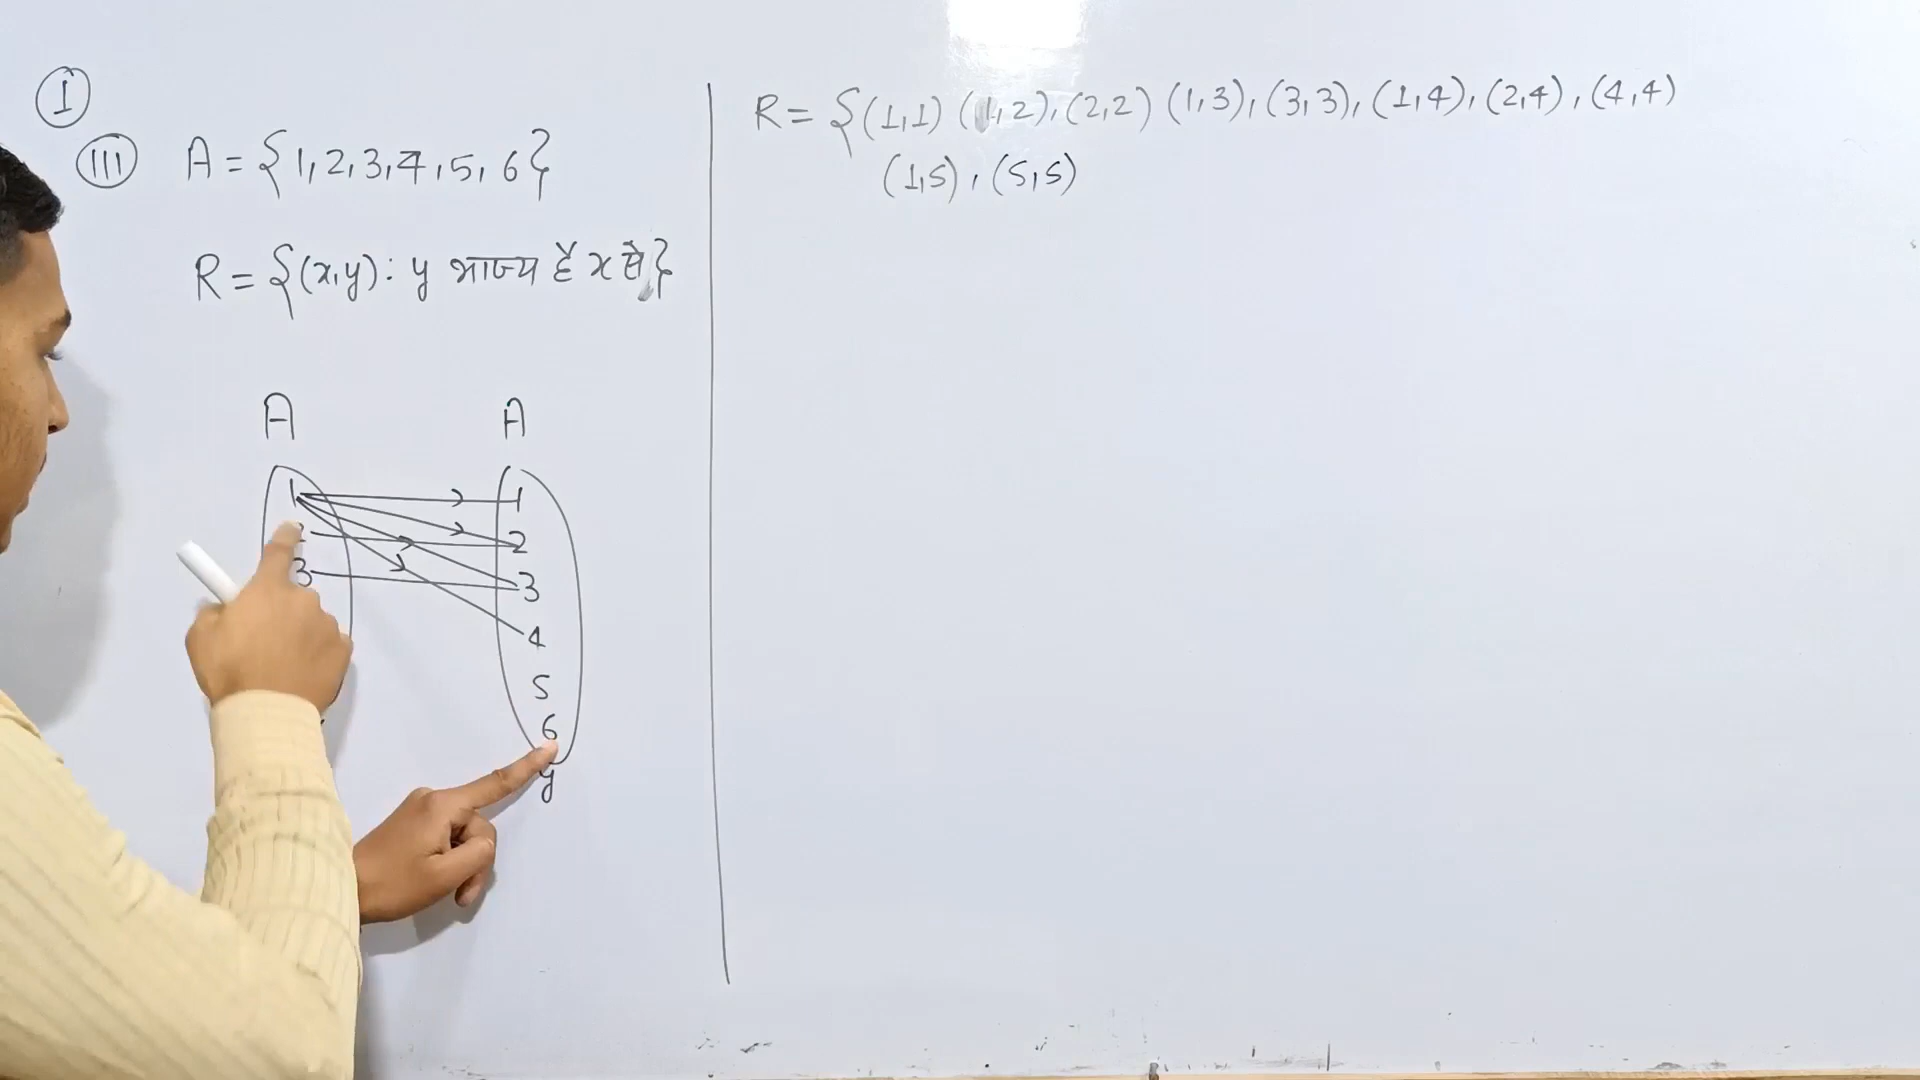 I
III A = {1,2,3,4,5,6}
R = {(x,y): y भाज्य है x से}
A A
1 1
2 2
3 3
4
5
6
y
R = {(1,1) (1,2),(2,2) (1,3),(3,3),(1,4),(2,4),(4,4)
(1,5),(5,5)